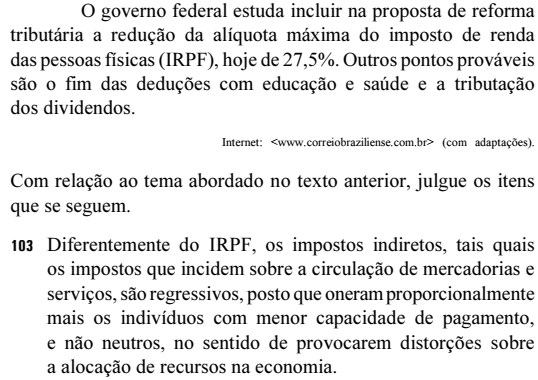 O governo federal estuda incluir na proposta de reforma
tributária a redução da alíquota máxima do imposto de renda
das pessoas físicas (IRPF), hoje de 27,5%. Outros pontos prováveis
são o fim das deduções com educação e saúde e a tributação
dos dividendos.
Internet: <www.correiobraziliense.com.br> (com adaptações).
Com relação ao tema abordado no texto anterior, julgue os itens
que se seguem.
103 Diferentemente do IRPF, os impostos indiretos, tais quais
os impostos que incidem sobre a circulação de mercadorias e
serviços, são regressivos, posto que oneram proporcionalmente
mais os indivíduos com menor capacidade de pagamento,
e não neutros, no sentido de provocarem distorções sobre
a alocação de recursos na economia.